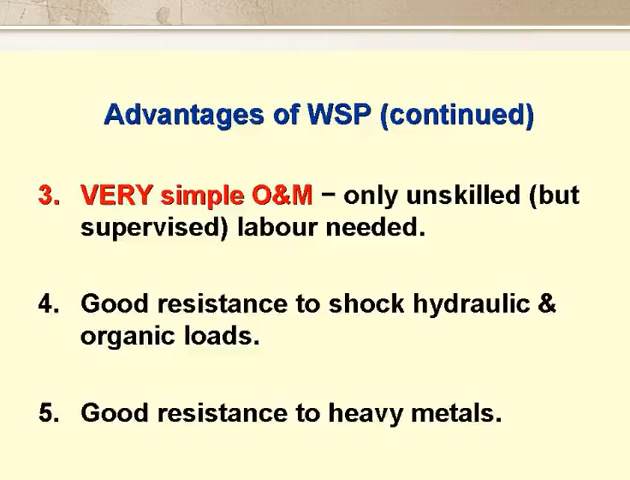 Advantages of WSP (continued)
3. VERY simple O&M − only unskilled (but
supervised) labour needed.
4. Good resistance to shock hydraulic &
organic loads.
5. Good resistance to heavy metals.